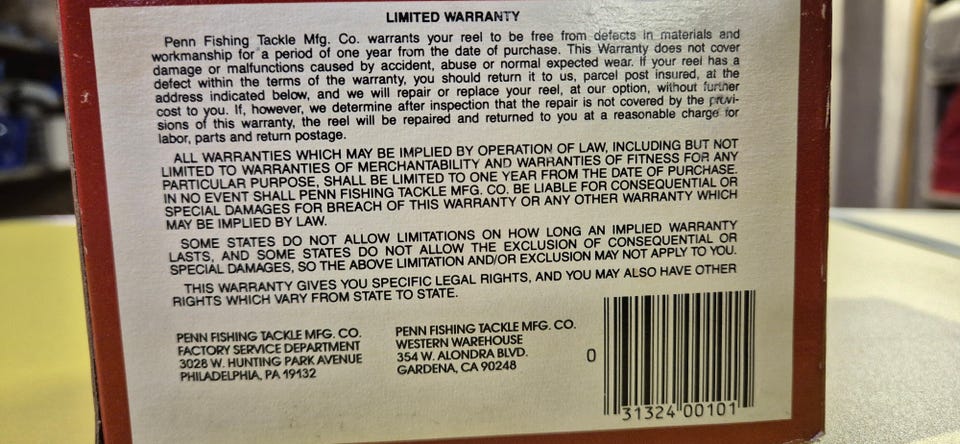 LIMITED WARRANTY
Penn Fishing Tackle Mfg. Co. warrants your reel to be free from defects in materials and
workmanship for a period of one year from the date of purchase. This Warranty does not cover
damage or malfunctions caused by accident, abuse or normal expected wear. If your reel has a
defect within the terms of the warranty, you should return it to us, parcel post insured, at the
address indicated below, and we will repair or replace your reel, at our option, without further
cost to you. If, however, we determine after inspection that the repair is not covered by the provi-
sions of this warranty, the reel will be repaired and returned to you at a reasonable charge for
labor, parts and return postage.
ALL WARRANTIES WHICH MAY BE IMPLIED BY OPERATION OF LAW, INCLUDING BUT NOT
LIMITED TO WARRANTIES OF MERCHANTABILITY AND WARRANTIES OF FITNESS FOR ANY
PARTICULAR PURPOSE, SHALL BE LIMITED TO ONE YEAR FROM THE DATE OF PURCHASE.
IN NO EVENT SHALL PENN FISHING TACKLE MFG. CO. BE LIABLE FOR CONSEQUENTIAL OR
SPECIAL DAMAGES FOR BREACH OF THIS WARRANTY OR ANY OTHER WARRANTY WHICH
MAY BE IMPLIED BY LAW.
SOME STATES DO NOT ALLOW LIMITATIONS ON HOW LONG AN IMPLIED WARRANTY
LASTS, AND SOME STATES DO NOT ALLOW THE EXCLUSION OF CONSEQUENTIAL OR
SPECIAL DAMAGES, SO THE ABOVE LIMITATION AND/OR EXCLUSION MAY NOT APPLY TO YOU.
THIS WARRANTY GIVES YOU SPECIFIC LEGAL RIGHTS, AND YOU MAY ALSO HAVE OTHER
RIGHTS WHICH VARY FROM STATE TO STATE.
PENN FISHING TACKLE MFG. CO.
FACTORY SERVICE DEPARTMENT
3028 W. HUNTING PARK AVENUE
PHILADELPHIA, PA 19132
PENN FISHING TACKLE MFG. CO.
WESTERN WAREHOUSE
354 W. ALONDRA BLVD.
GARDENA, CA 90248
0
31324 00101